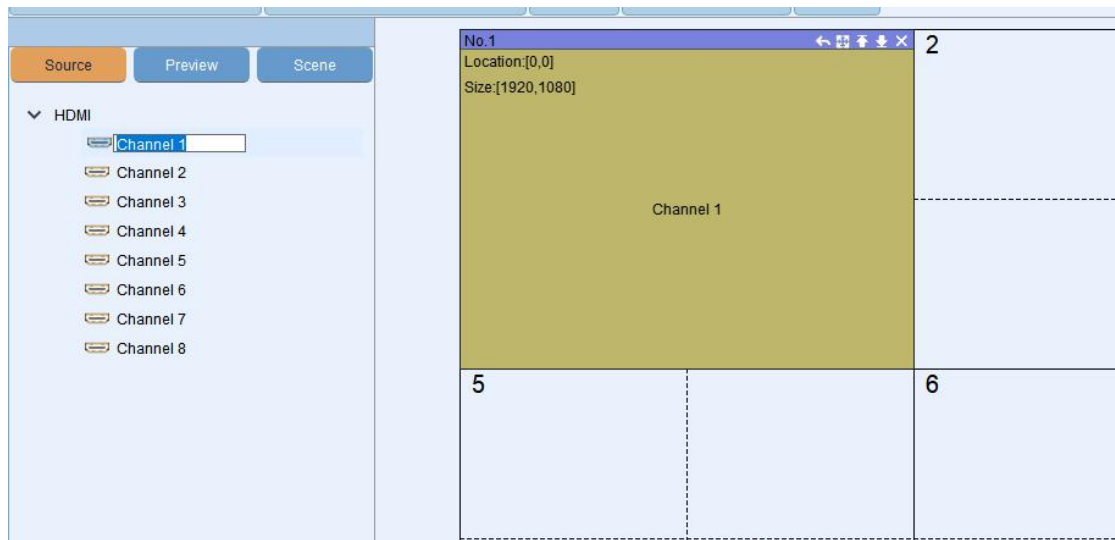 Source
Preview
Scene
HDMI
Channel 1
Channel 2
Channel 3
Channel 4
Channel 5
Channel 6
Channel 7
Channel 8
No.1
Location:[0,0]
Size:[1920,1080]
Channel 1
2
5
6